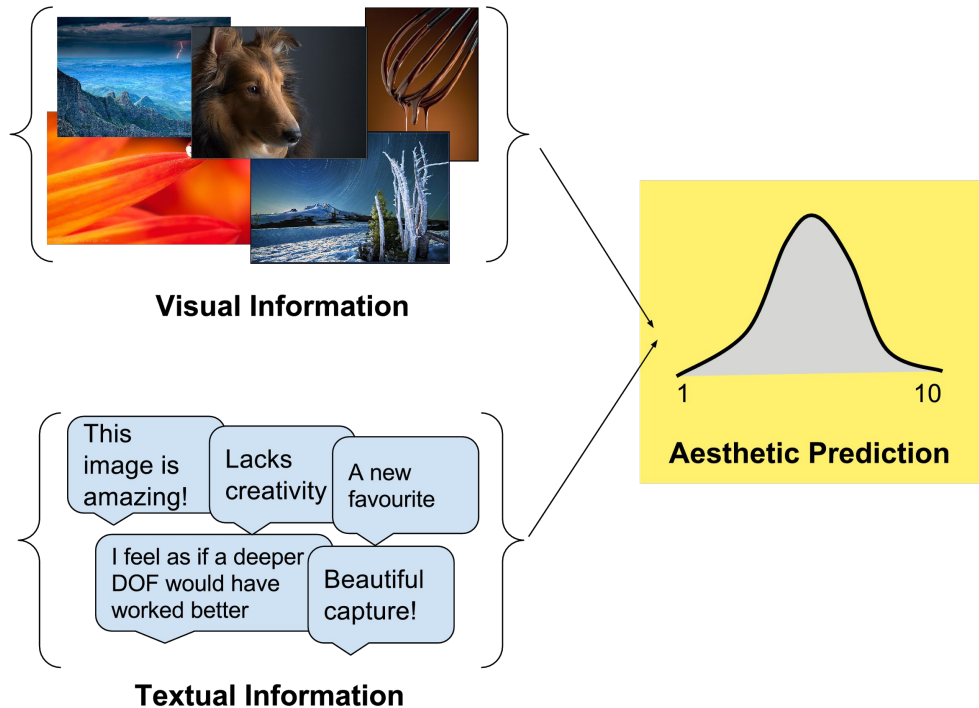 Visual Information
This
image is
amazing!
Lacks
creativity
A new
favourite
I feel as if a deeper
DOF would have
worked better
Beautiful
capture!
Textual Information
1
10
Aesthetic Prediction